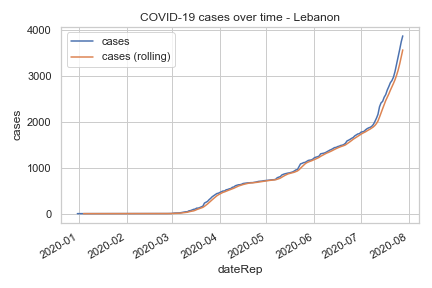 COVID-19 cases over time - Lebanon
cases
cases (rolling)
4000
3000
2000
1000
0
cases
2020-01
2020-02
2020-03
2020-04
2020-05
2020-06
2020-07
2020-08
dateRep